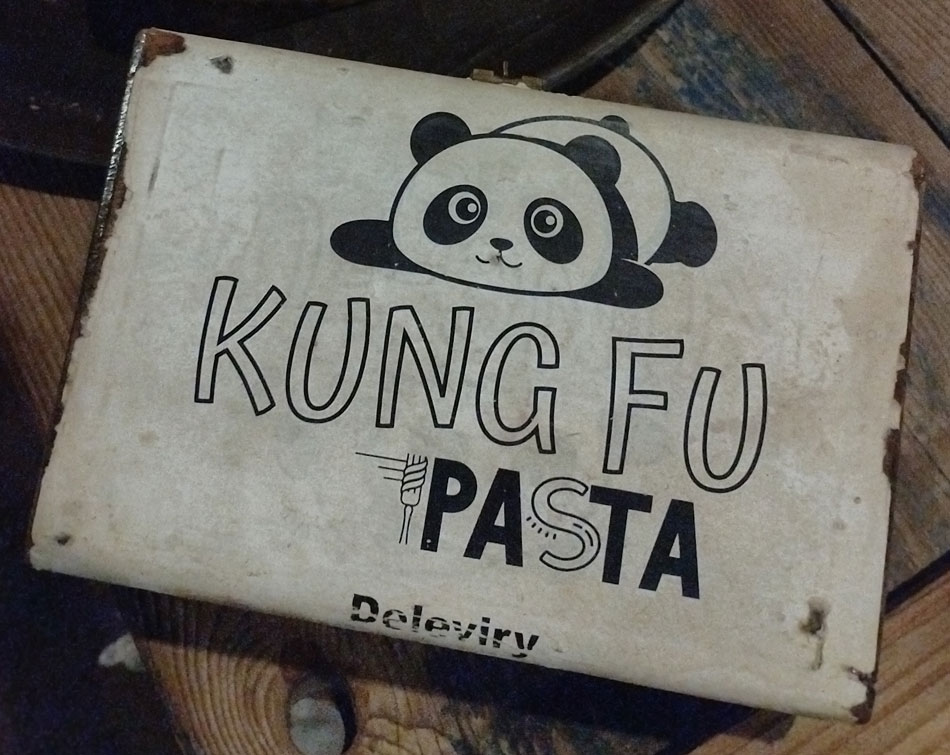 KUNG FU
PASTA
Deleviry